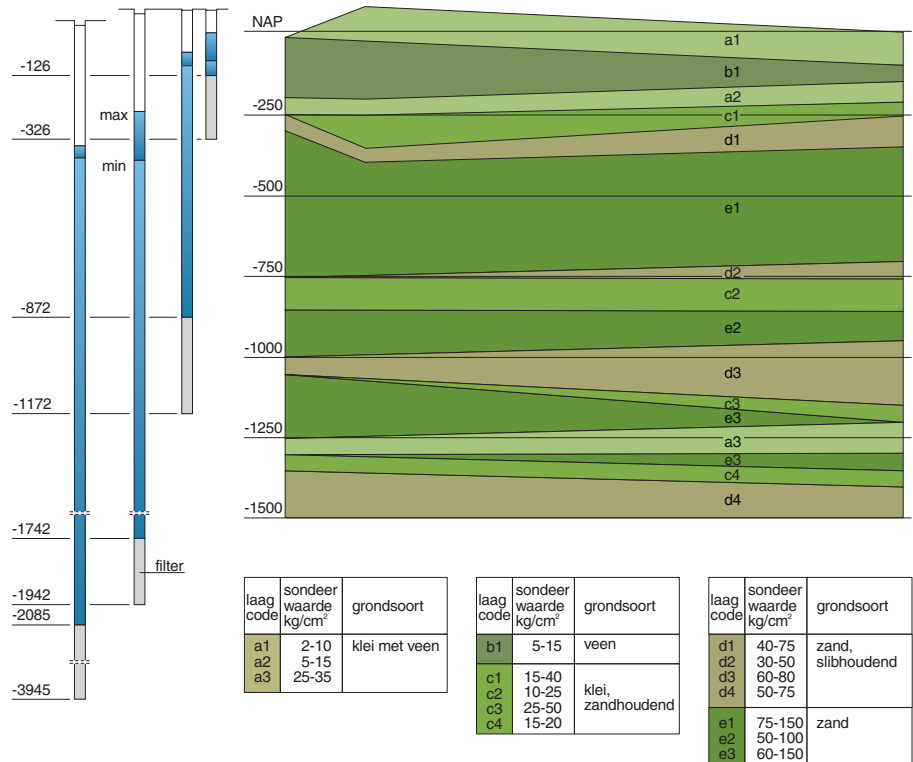 -126
-326
max
min
-872
-1172
-1742
filter
-1942
-2085
-3945
NAP
-250
-500
-750
-1000
-1250
-1500
a1
b1
a2
c1
d1
e1
d2
c2
e2
d3
c3
e3
a3
e3
c4
d4
laag code sondeer waarde kg/cm² grondsoort
a1 2-10 klei met veen
a2 5-15
a3 25-35
laag code sondeer waarde kg/cm² grondsoort
b1 5-15 veen
c1 15-40
c2 10-25 klei,
c3 25-50 zandhoudend
c4 15-20
laag code sondeer waarde kg/cm² grondsoort
d1 40-75 zand,
d2 30-50 slibhoudend
d3 60-80
d4 50-75
e1 75-150 zand
e2 50-100
e3 60-150